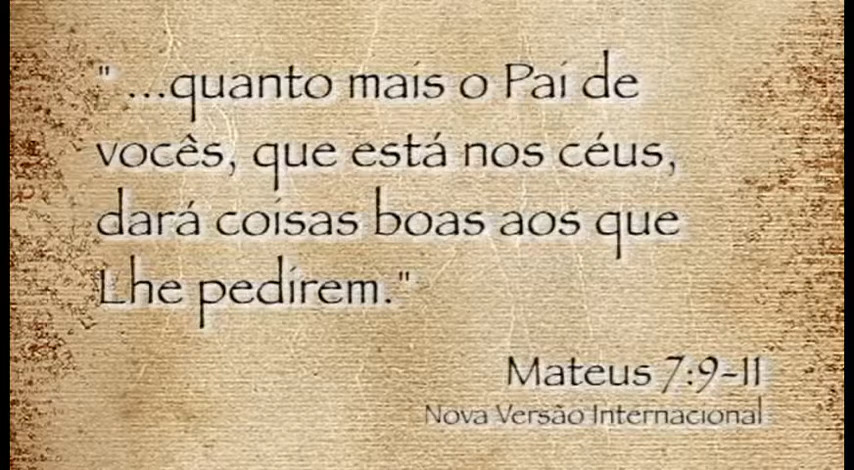 " ...quanto mais o Pai de
vocês, que está nos céus,
dará coisas boas aos que
Lhe pedirem."
Mateus 7:9-11
Nova Versão Internacional